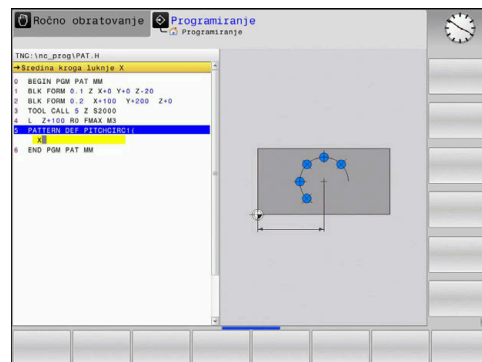 Ročno obratovanje
Programiranje
Programiranje
TNC:\nc_prog\PAT.H
→Sredina kroga luknje X
0 BEGIN PGM PAT MM
1 BLK FORM 0.1 Z X+0 Y+0 Z-20
2 BLK FORM 0.2 X+100 Y+200 Z+0
3 TOOL CALL 5 Z S2000
4 L Z+100 R0 FMAX M3
5 PATTERN DEF PITCHCIRC1(
X
6 END PGM PAT MM